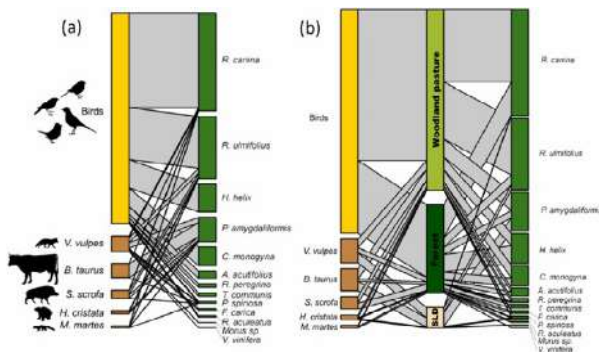 (a)
Birds
V. vulpes
B. taurus
S. scrofa
H. cristata
M. martes
R. canina
R. ulmifolius
H. helix
P. amygdaliformis
C. monogyna
A. acutifolius
R. peregrina
T. communis
P. spinosa
F. carica
R. aculeatus
Morus sp
V. vinifera
(b)
Birds
V. vulpes
B. taurus
S. scrofa
H. cristata
M. martes
Woodland pasture
Forest
SLD
R. canina
R. ulmifolius
P. amygdaliformis
H. helix
C. monogyna
A. acutifolius
R. peregrina
T. communis
F. carica
P. spinosa
R. aculeatus
Morus sp
V. vinifera